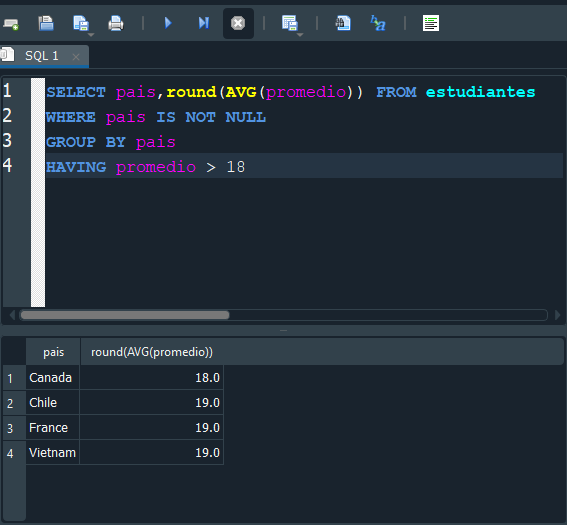 SQL 1
1 SELECT pais,round(AVG(promedio)) FROM estudiantes
2 WHERE pais IS NOT NULL
3 GROUP BY pais
4 HAVING promedio > 18
pais round(AVG(promedio))
1 Canada 18.0
2 Chile 19.0
3 France 19.0
4 Vietnam 19.0